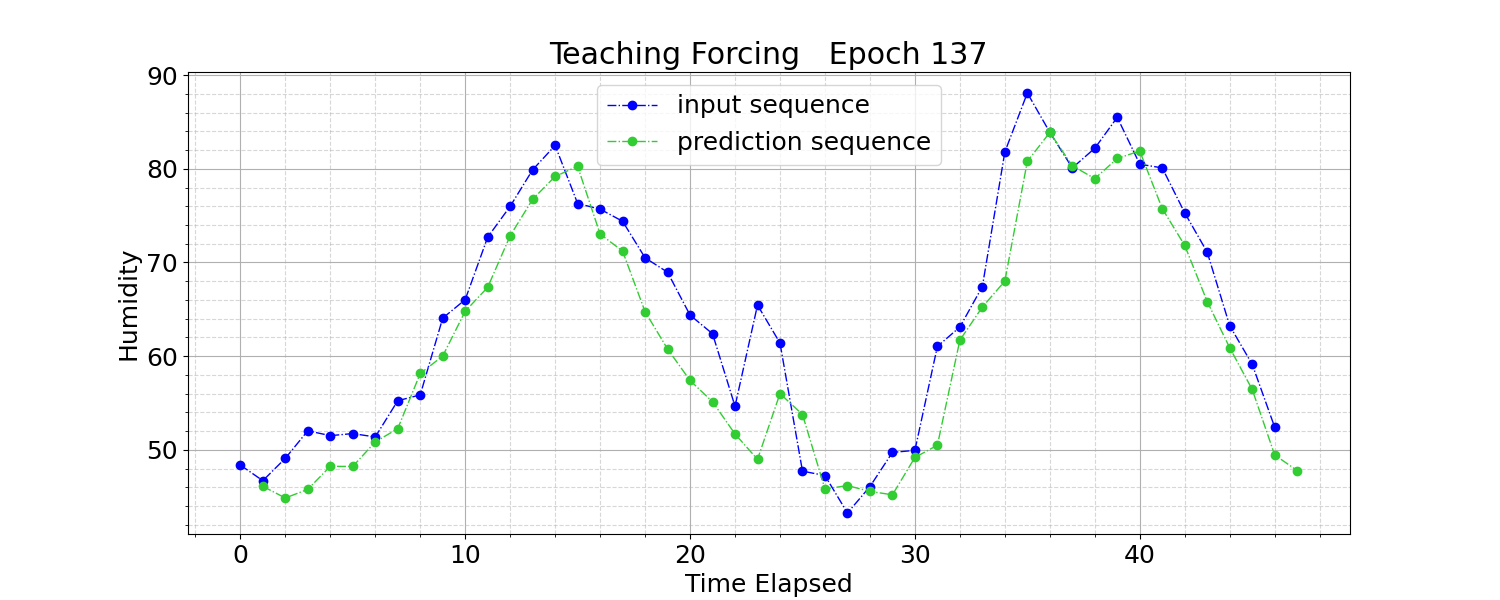 Teaching Forcing   Epoch 137
input sequence
prediction sequence
Humidity
90
80
70
60
50
0 10 20 30 40
Time Elapsed